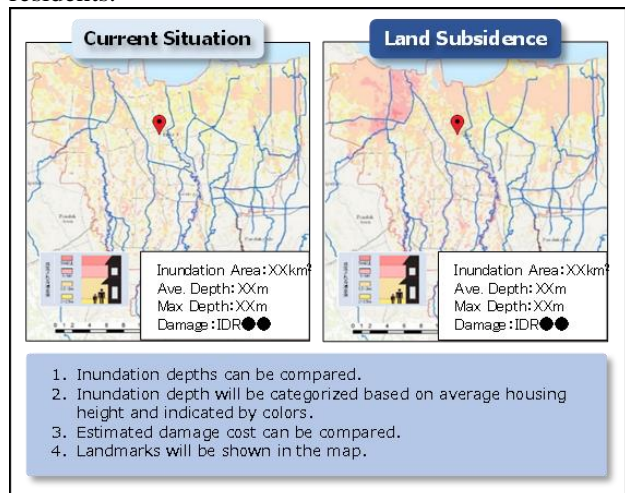 residents.
Current Situation
Land Subsidence
Inundation Area:XXkm²
Ave. Depth:XXm
Max Depth:XXm
Damage:IDR●●
Inundation Area:XXkm²
Ave. Depth:XXm
Max Depth:XXm
Damage:IDR●●
1. Inundation depths can be compared.
2. Inundation depth will be categorized based on average housing
height and indicated by colors.
3. Estimated damage cost can be compared.
4. Landmarks will be shown in the map.